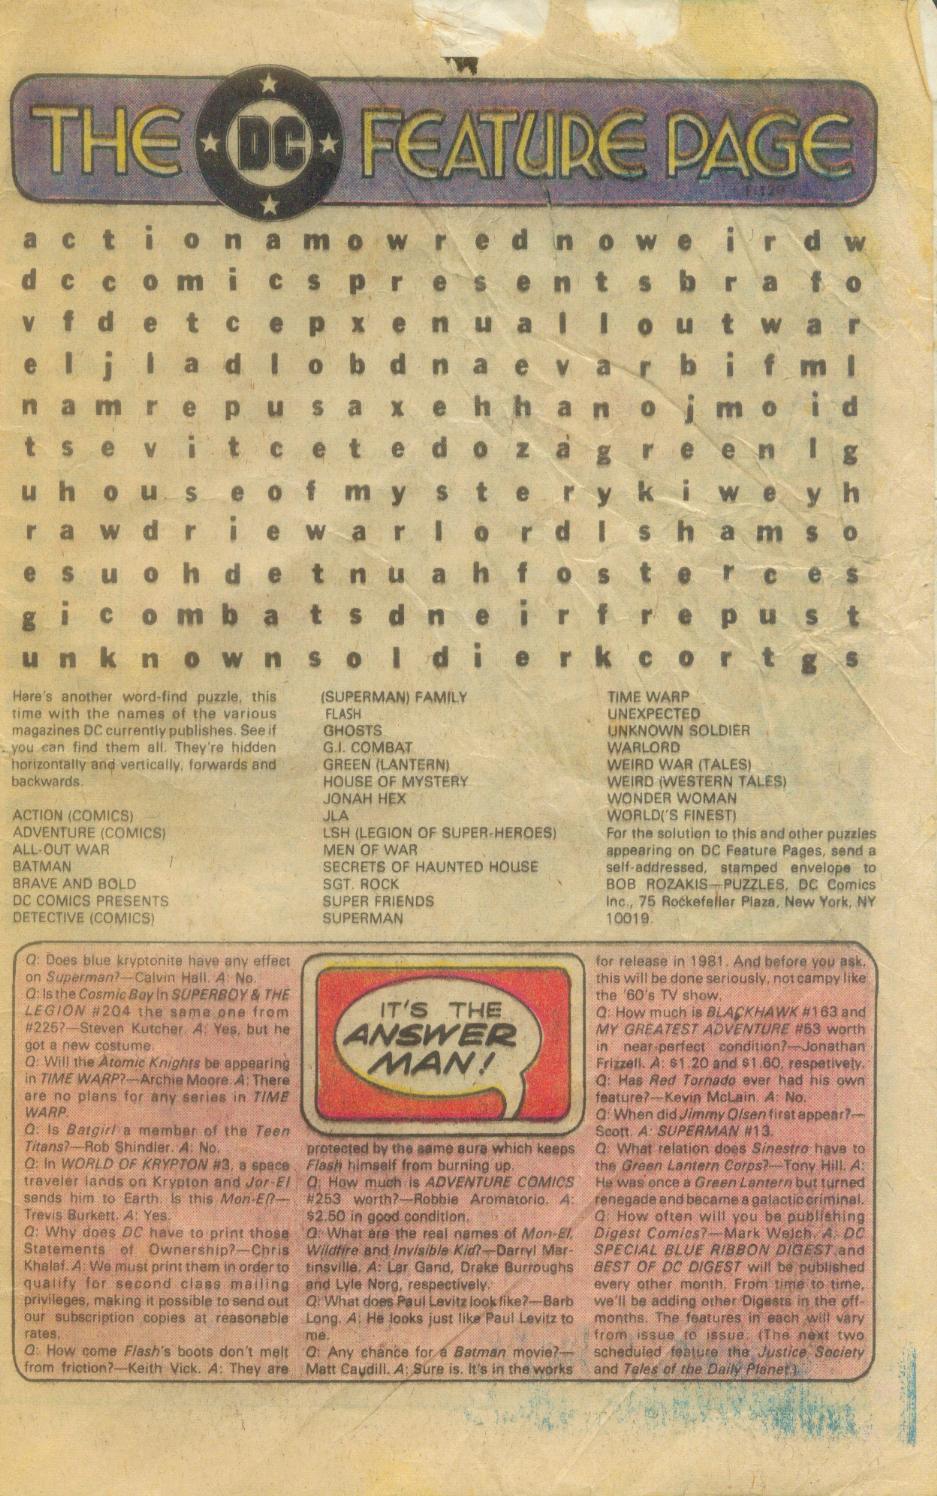 THE DC FEATURE PAGE
a c t i o n a m o w r e d n o w e i r d w
d c c o m i c s p r e s e n t s b r a f o
v f d e t c e p x e n u a l l o u t w a r
e l j l a d l o b d n a e v a r b i f m l
n a m r e p u s a x e h h a n o j m o i d
t s e v i t c e t e d o z a g r e e n l g
u h o u s e o f m y s t e r y k i w e y h
r a w d r i e w a r l o r d l s h a m s o
e s u o h d e t n u a h f o s t e r c e s
g i c o m b a t s d n e i r f r e p u s t
u n k n o w n s o l d i e r k c o r t g s
Here's another word-find puzzle, this
time with the names of the various
magazines DC currently publishes. See if
you can find them all. They're hidden
horizontally and vertically, forwards and
backwards.
ACTION (COMICS)
ADVENTURE (COMICS)
ALL-OUT WAR
BATMAN
BRAVE AND BOLD
DC COMICS PRESENTS
DETECTIVE (COMICS)
(SUPERMAN) FAMILY
FLASH
GHOSTS
G.I. COMBAT
GREEN (LANTERN)
HOUSE OF MYSTERY
JONAH HEX
JLA
LSH (LEGION OF SUPER-HEROES)
MEN OF WAR
SECRETS OF HAUNTED HOUSE
SGT. ROCK
SUPER FRIENDS
SUPERMAN
TIME WARP
UNEXPECTED
UNKNOWN SOLDIER
WARLORD
WEIRD WAR (TALES)
WEIRD (WESTERN TALES)
WONDER WOMAN
WORLD('S FINEST)
For the solution to this and other puzzles
appearing on DC Feature Pages, send a
self-addressed, stamped envelope to
BOB ROZAKIS—PUZZLES, DC Comics
Inc., 75 Rockefeller Plaza, New York, NY
10019.
Q: Does blue kryptonite have any effect
on Superman?—Calvin Hall. A: No.
Q: Is the Cosmic Boy in SUPERBOY & THE
LEGION #204 the same one from
#225?—Steven Kutcher. A: Yes, but he
got a new costume.
Q: Will the Atomic Knights be appearing
in TIME WARP?—Archie Moore. A: There
are no plans for any series in TIME
WARP.
Q: Is Batgirl a member of the Teen
Titans?—Rob Shindler. A: No.
Q: In WORLD OF KRYPTON #3, a space
traveler lands on Krypton and Jor-El
sends him to Earth. Is this Mon-El?—
Trevis Burkett. A: Yes.
Q: Why does DC have to print those
Statements of Ownership?—Chris
Khalaf. A: We must print them in order to
qualify for second class mailing
privileges, making it possible to send out
our subscription copies at reasonable
rates.
Q: How come Flash's boots don't melt
from friction?—Keith Vick. A: They are
IT'S THE
ANSWER
MAN!
protected by the same aura which keeps
Flash himself from burning up.
Q: How much is ADVENTURE COMICS
#253 worth?—Robbie Aromatorio. A:
$2.50 in good condition.
Q: What are the real names of Mon-El,
Wildfire and Invisible Kid?—Darryl Mar-
tinsville. A: Lar Gand, Drake Burroughs
and Lyle Norg, respectively.
Q: What does Paul Levitz look like?—Barb
Long. A: He looks just like Paul Levitz to
me.
Q: Any chance for a Batman movie?—
Matt Caudill. A: Sure is. It's in the works
for release in 1981. And before you ask,
this will be done seriously, not campy like
the '60's TV show.
Q: How much is BLACKHAWK #163 and
MY GREATEST ADVENTURE #53 worth
in near-perfect condition?—Jonathan
Frizzell. A: $1.20 and $1.60, respetively.
Q: Has Red Tornado ever had his own
feature?—Kevin McLain. A: No.
Q: When did Jimmy Olsen first appear?—
Scott. A: SUPERMAN #13.
Q: What relation does Sinestro have to
the Green Lantern Corps?—Tony Hill. A:
He was once a Green Lantern but turned
renegade and became a galactic criminal.
Q: How often will you be publishing
Digest Comics?—Mark Welch. A: DC
SPECIAL BLUE RIBBON DIGEST and
BEST OF DC DIGEST will be published
every other month. From time to time,
we'll be adding other Digests in the off-
months. The features in each will vary
from issue to issue. (The next two
scheduled feature the Justice Society
and Tales of the Daily Planet.)